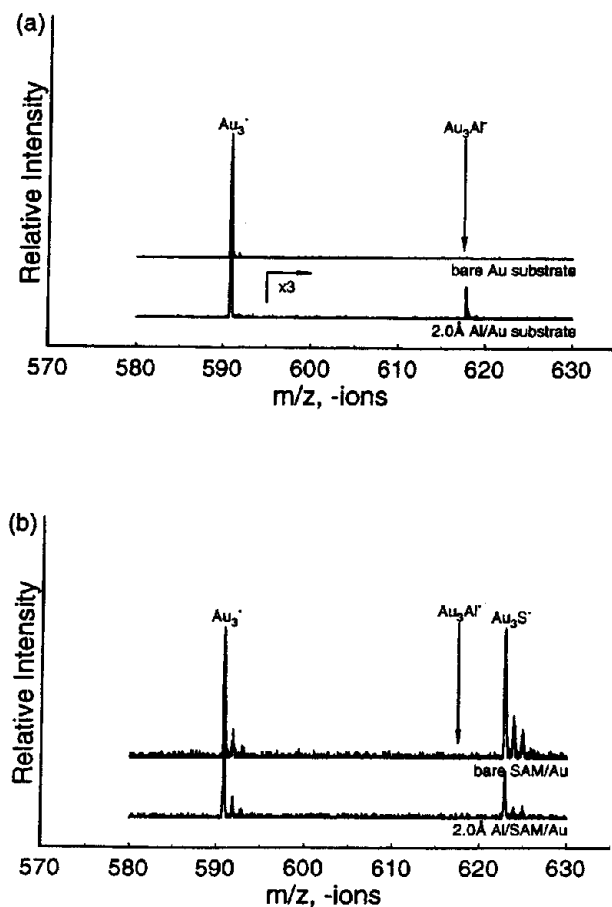 (a)
Relative Intensity
Au₃⁻
Au₃Al⁻
bare Au substrate
x3
2.0Å Al/Au substrate
570 580 590 600 610 620 630
m/z, -ions
(b)
Relative Intensity
Au₃⁻
Au₃Al⁻
Au₃S⁻
bare SAM/Au
2.0Å Al/SAM/Au
570 580 590 600 610 620 630
m/z, -ions